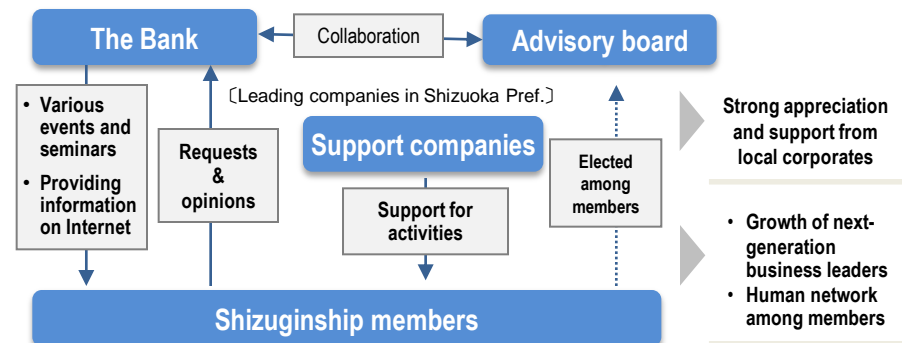 The Bank
Collaboration
Advisory board
• Various
events and
seminars
• Providing
information
on Internet
Requests
&
opinions
〔Leading companies in Shizuoka Pref.〕
Support companies
Support for
activities
Elected
among
members
Shizuginship members
Strong appreciation
and support from
local corporates
• Growth of next-
generation
business leaders
• Human network
among members